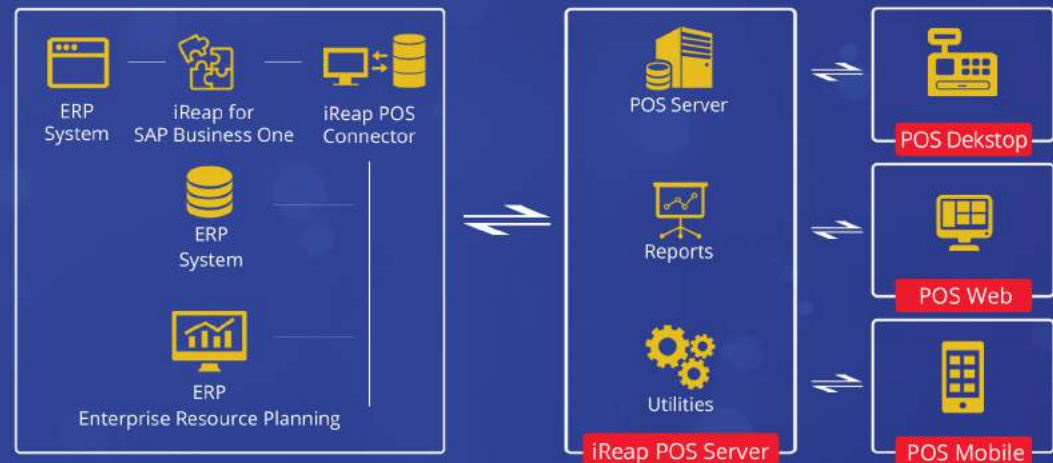 ERP
System
iReap for
SAP Business One
iReap POS
Connector
ERP
System
ERP
Enterprise Resource Planning
POS Server
Reports
Utilities
iReap POS Server
POS Dekstop
POS Web
POS Mobile